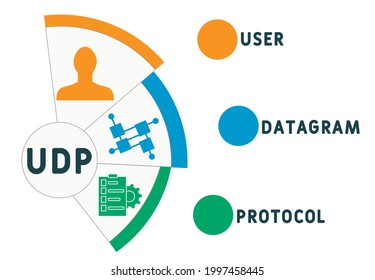 USER
UDP
DATAGRAM
PROTOCOL
shutterstock.com · 1997458445